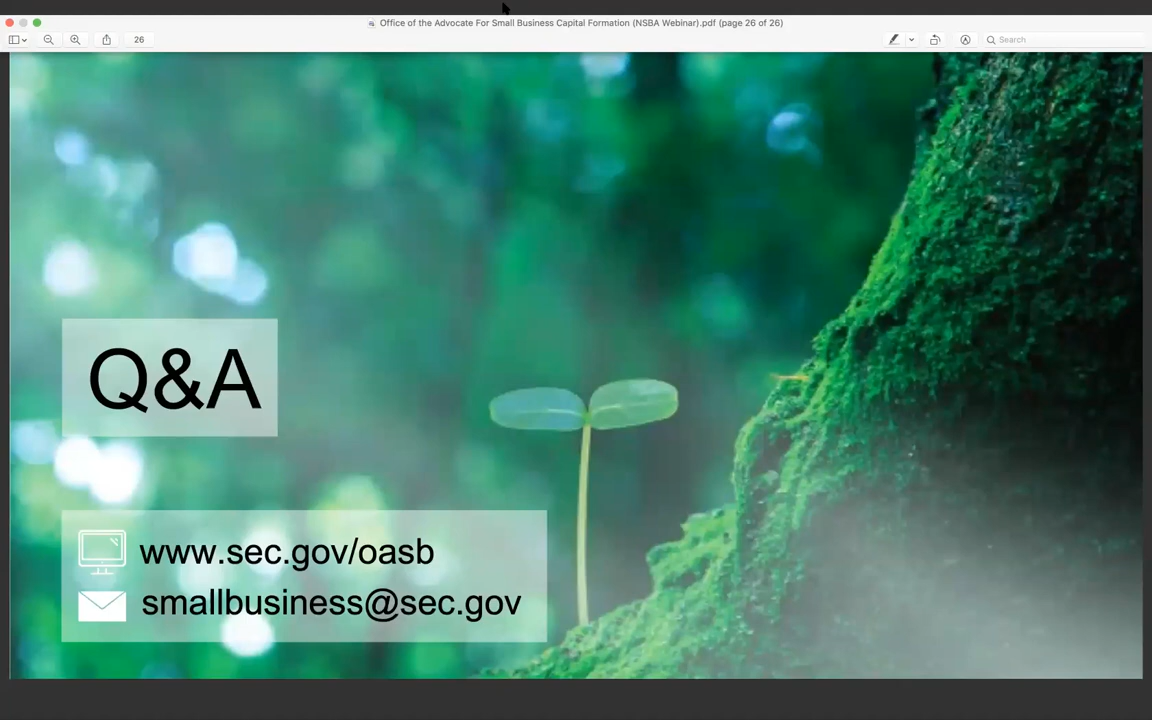 Office of the Advocate For Small Business Capital Formation (NSBA Webinar).pdf (page 26 of 26)
26
Search
Q&A
www.sec.gov/oasb
smallbusiness@sec.gov